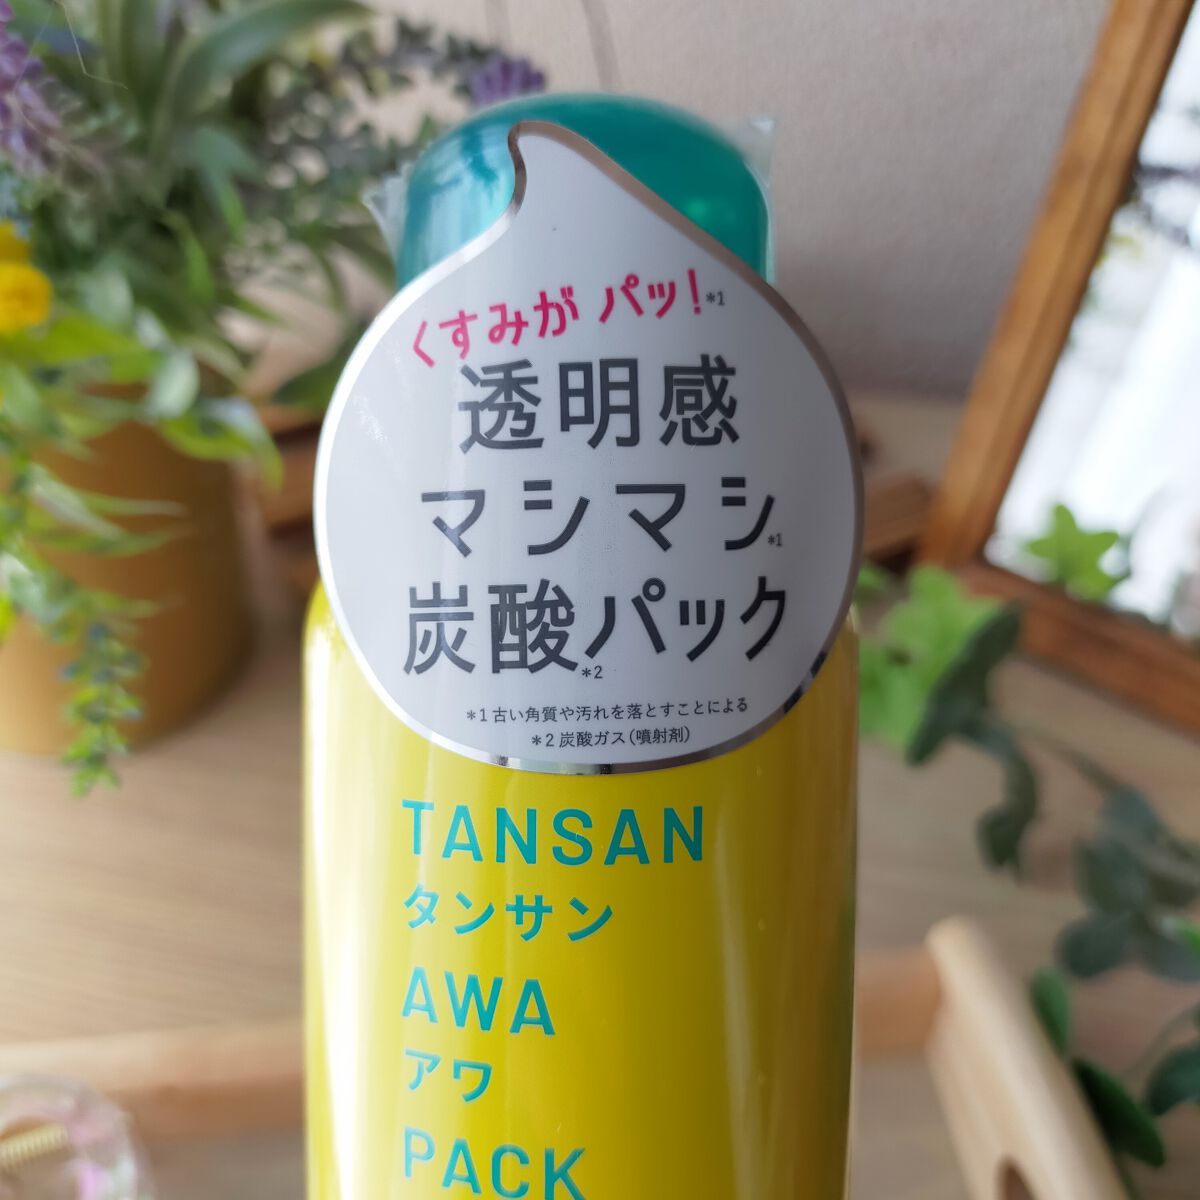 くすみが パッ!*1
透明感
マシマシ*1
炭酸*2パック
*1 古い角質や汚れを落とすことによる
*2 炭酸ガス(噴射剤)
TANSAN
タンサン
AWA
アワ
PACK